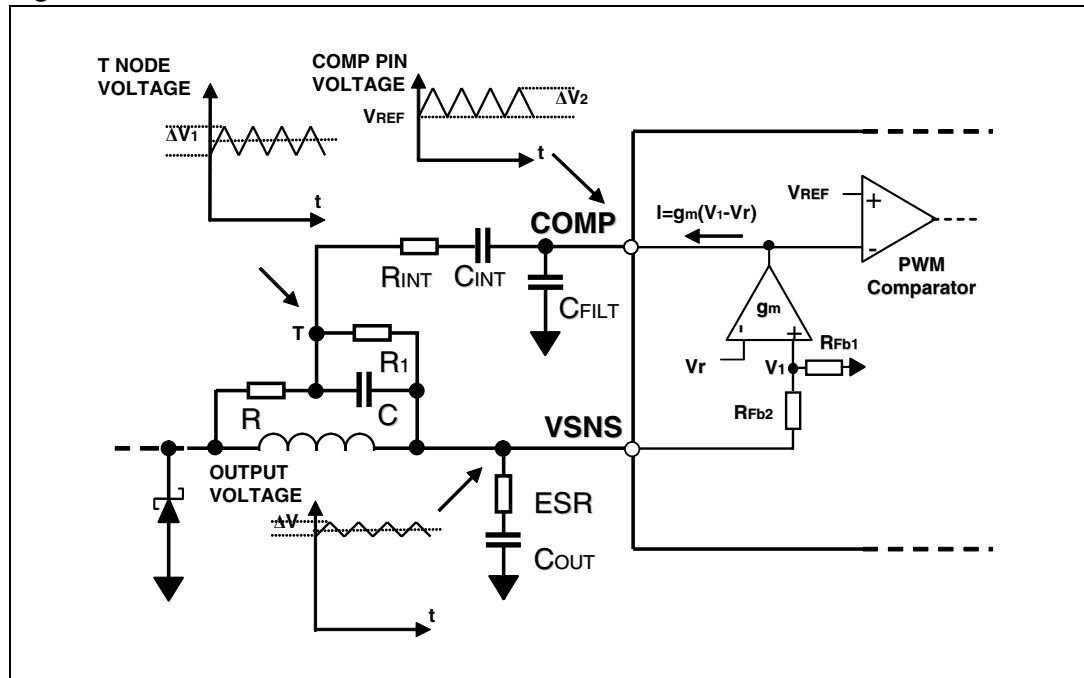 T NODE
VOLTAGE
ΔV1
t
COMP PIN
VOLTAGE
VREF
ΔV2
t
COMP
I=gm(V1-Vr)
VREF
+
-
PWM
Comparator
gm
-
+
Vr
V1
RFb1
RFb2
RINT
CINT
CFILT
T
R1
R
C
VSNS
OUTPUT
VOLTAGE
ΔV
t
ESR
COUT